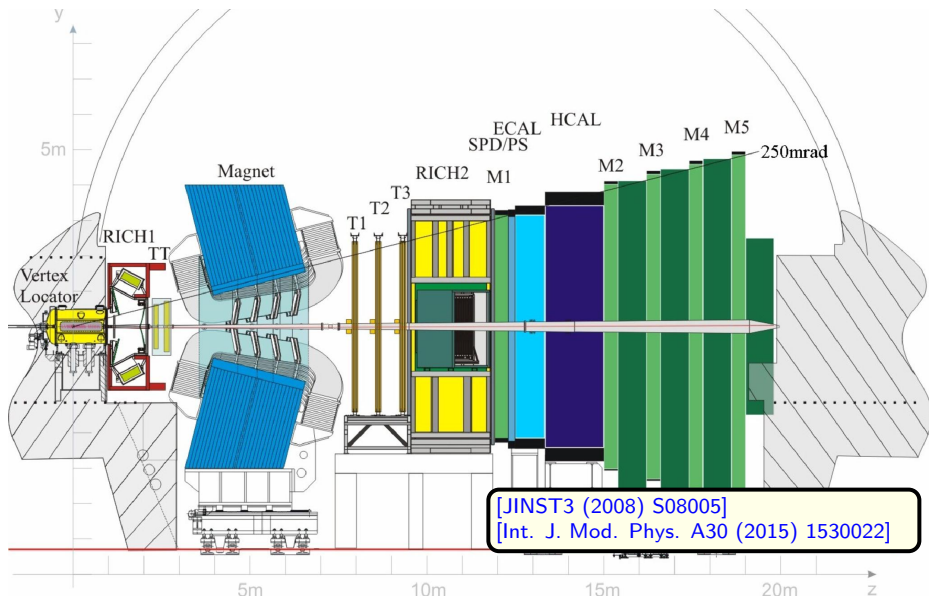 y
5m
Vertex
Locator
RICH1
TT
Magnet
T1
T2
T3
RICH2
M1
SPD/PS
ECAL
HCAL
M2
M3
M4
M5
250mrad
[JINST3 (2008) S08005]
[Int. J. Mod. Phys. A30 (2015) 1530022]
5m
10m
15m
20m
z